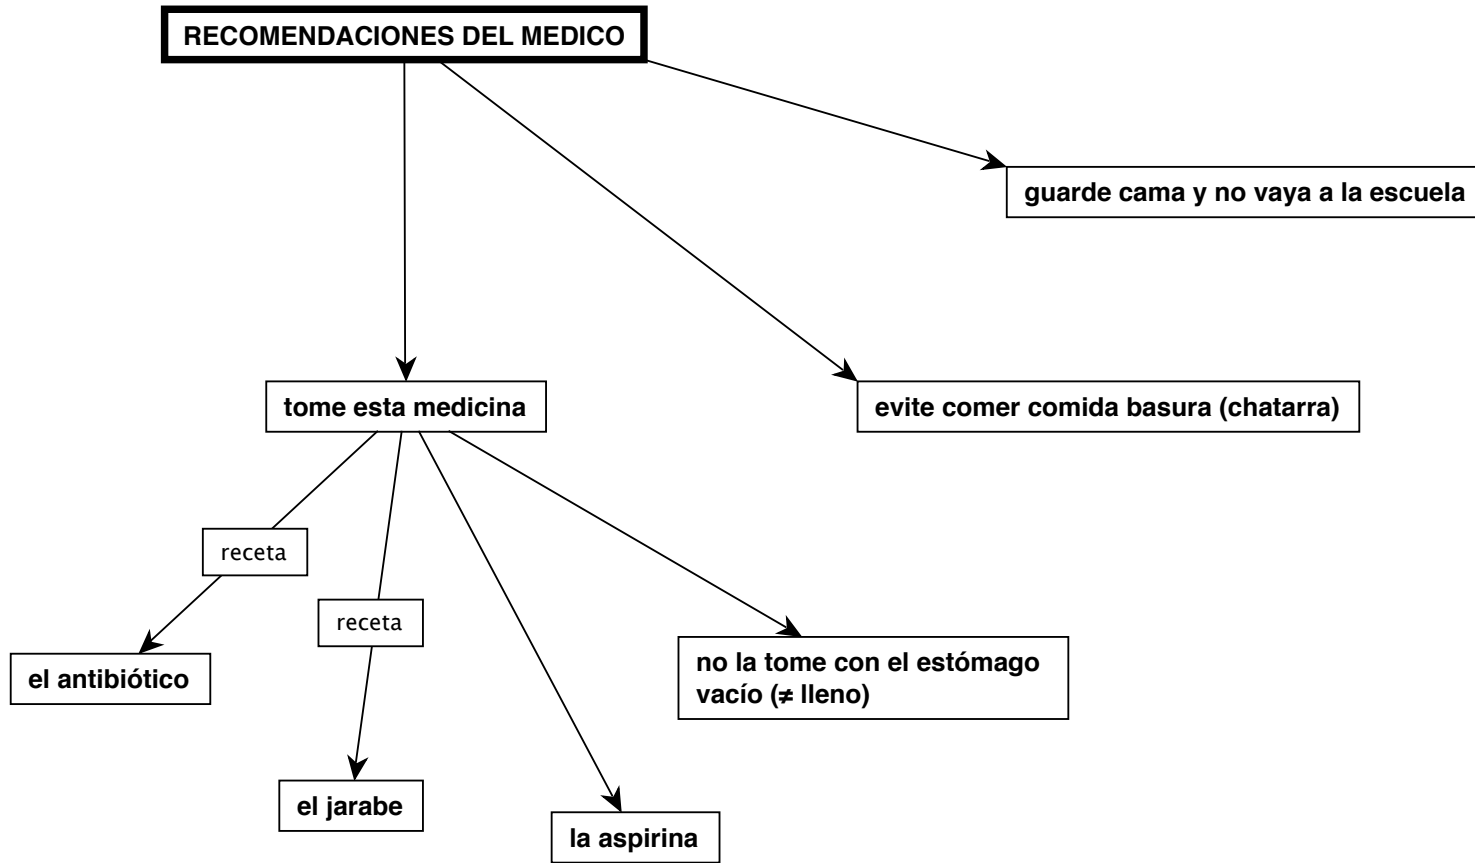 RECOMENDACIONES DEL MEDICO
guarde cama y no vaya a la escuela
tome esta medicina
evite comer comida basura (chatarra)
receta
receta
el antibiótico
no la tome con el estómago
vacío (≠ lleno)
el jarabe
la aspirina